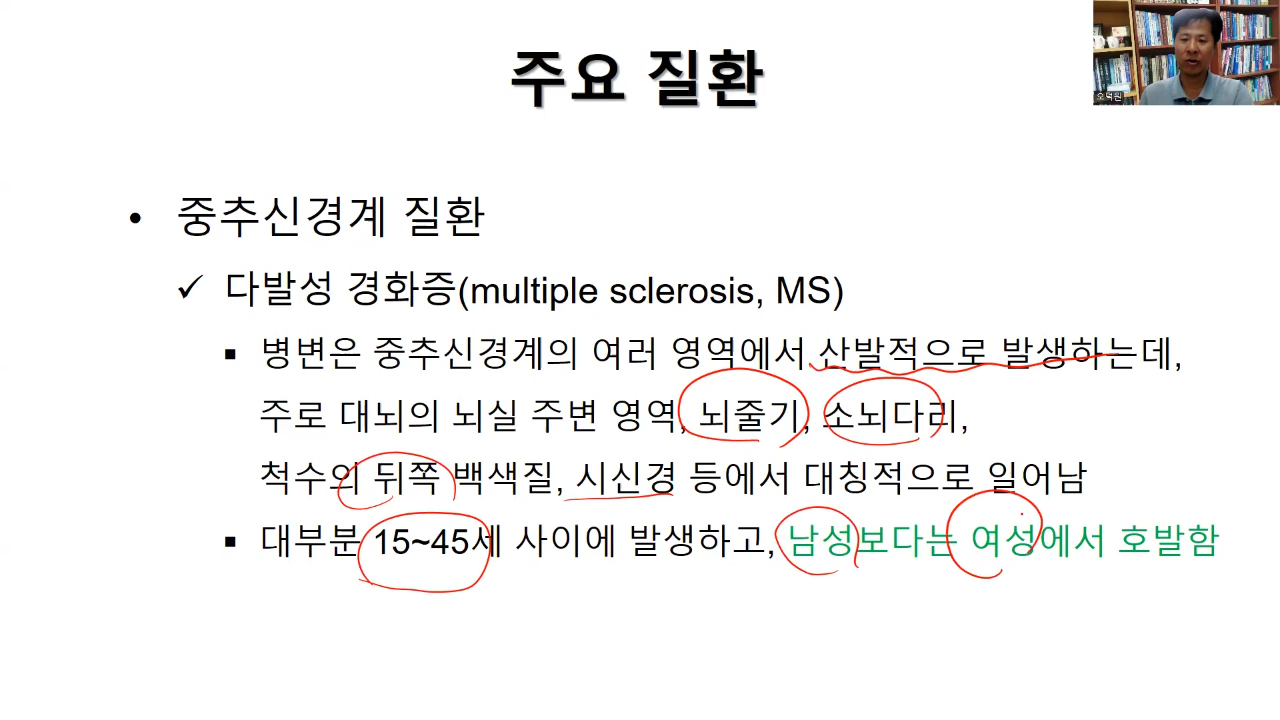 주요 질환
오덕원
• 중추신경계 질환
✓ 다발성 경화증(multiple sclerosis, MS)
▪ 병변은 중추신경계의 여러 영역에서 산발적으로 발생하는데,
주로 대뇌의 뇌실 주변 영역, 뇌줄기, 소뇌다리,
척수의 뒤쪽 백색질, 시신경 등에서 대칭적으로 일어남
▪ 대부분 15~45세 사이에 발생하고, 남성보다는 여성에서 호발함